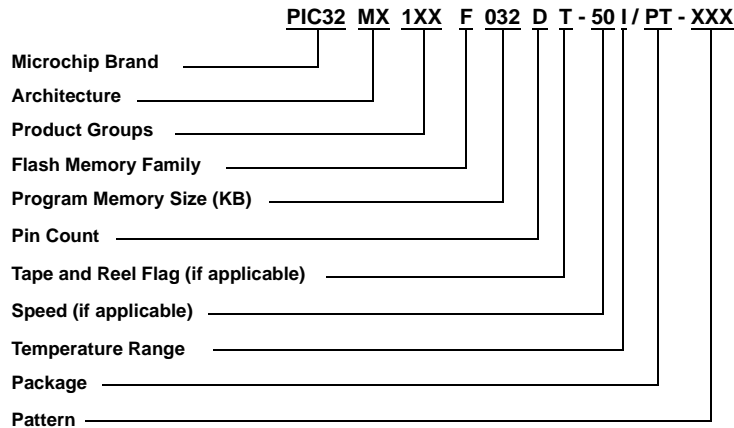 PIC32 MX 1XX F 032 D T - 50 I / PT - XXX
Microchip Brand
Architecture
Product Groups
Flash Memory Family
Program Memory Size (KB)
Pin Count
Tape and Reel Flag (if applicable)
Speed (if applicable)
Temperature Range
Package
Pattern